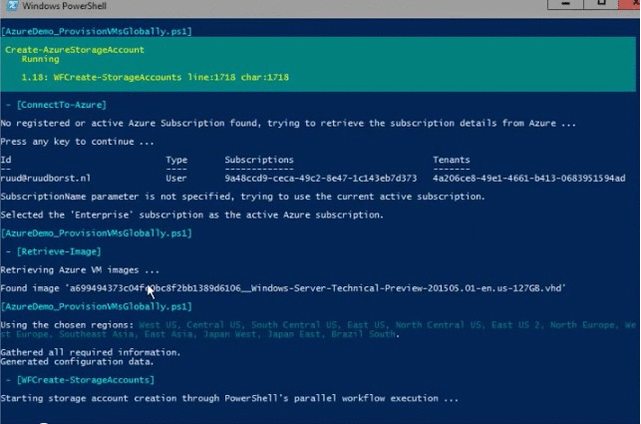 Windows PowerShell
[AzureDemo_ProvisionVMsGlobally.ps1]
Create-AzureStorageAccount
Running
1.18: WFCreate-StorageAccounts line:1718 char:1718
- [ConnectTo-Azure]
No registered or active Azure Subscription found, trying to retrieve the subscription details from Azure ...
Press any key to continue ...
Id Type Subscriptions Tenants
-- ---- ------------- -------
ruud@ruudborst.nl User 9a48ccd9-ceca-49c2-8e47-1c143eb7d373 4a206ce8-49e1-4661-b413-0683951594ad
SubscriptionName parameter is not specified, trying to use the current active subscription.
Selected the 'Enterprise' subscription as the active Azure subscription.
[AzureDemo_ProvisionVMsGlobally.ps1]
- [Retrieve-Image]
Retrieving Azure VM images ...
Found image 'a699494373c04fc0bc8f2bb1389d6106__Windows-Server-Technical-Preview-201505.01-en.us-127GB.vhd'
[AzureDemo_ProvisionVMsGlobally.ps1]
Using the chosen regions: West US, Central US, South Central US, East US, North Central US, East US 2, North Europe, We
st Europe, Southeast Asia, East Asia, Japan West, Japan East, Brazil South.
Gathered all required information.
Generated configuration data.
- [WFCreate-StorageAccounts]
Starting storage account creation through PowerShell's parallel workflow execution ...